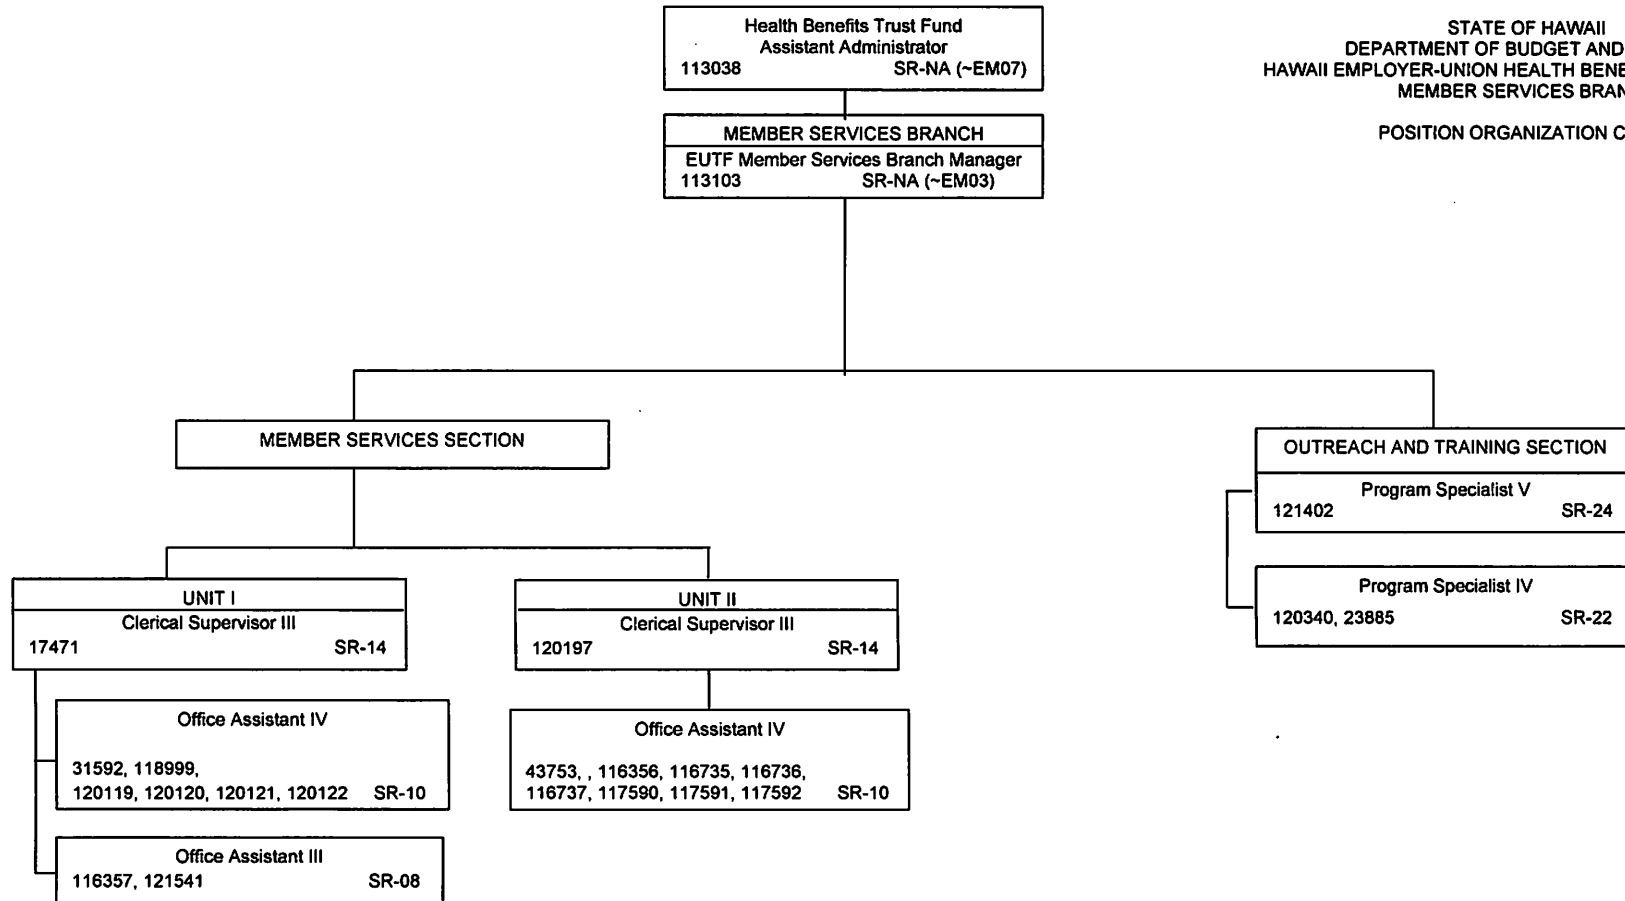 Health Benefits Trust Fund
Assistant Administrator
113038 SR-NA (~EM07)
STATE OF HAWAII
DEPARTMENT OF BUDGET AND
HAWAII EMPLOYER-UNION HEALTH BENE
MEMBER SERVICES BRAN
POSITION ORGANIZATION C
MEMBER SERVICES BRANCH
EUTF Member Services Branch Manager
113103 SR-NA (~EM03)
MEMBER SERVICES SECTION
OUTREACH AND TRAINING SECTION
Program Specialist V
121402 SR-24
Program Specialist IV
120340, 23885 SR-22
UNIT I
Clerical Supervisor III
17471 SR-14
Office Assistant IV
31592, 118999,
120119, 120120, 120121, 120122 SR-10
Office Assistant III
116357, 121541 SR-08
UNIT II
Clerical Supervisor III
120197 SR-14
Office Assistant IV
43753, , 116356, 116735, 116736,
116737, 117590, 117591, 117592 SR-10